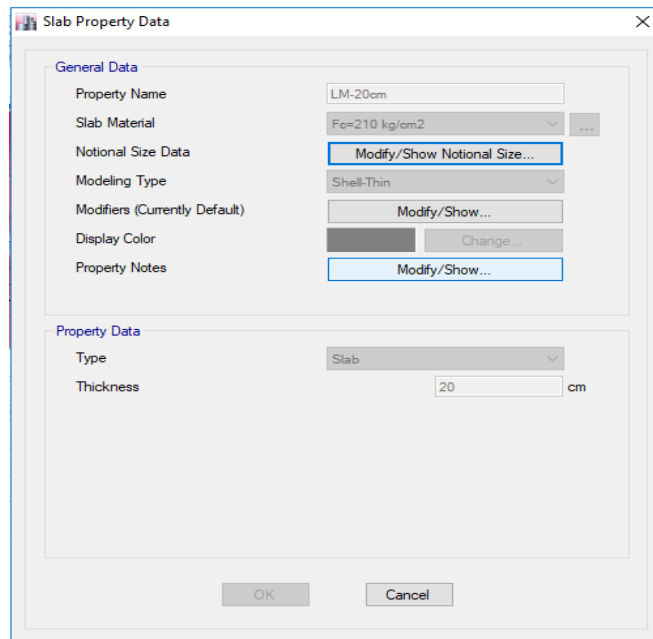 Slab Property Data
General Data
Property Name LM-20cm
Slab Material Fc=210 kg/cm2 ...
Notional Size Data Modify/Show Notional Size...
Modeling Type Shell-Thin
Modifiers (Currently Default) Modify/Show...
Display Color Change...
Property Notes Modify/Show...
Property Data
Type Slab
Thickness 20 cm
OK Cancel